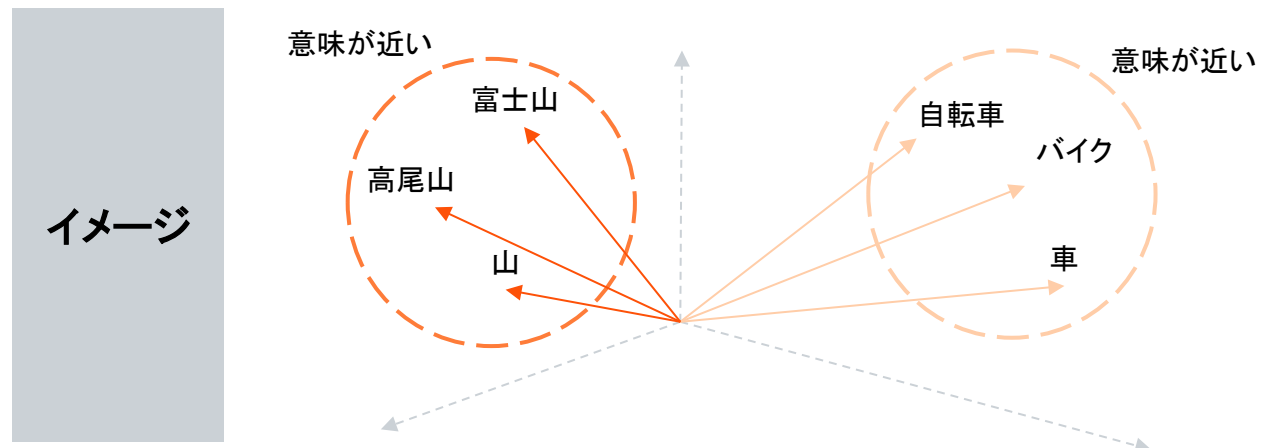 イメージ
意味が近い
富士山
高尾山
山
意味が近い
自転車
バイク
車